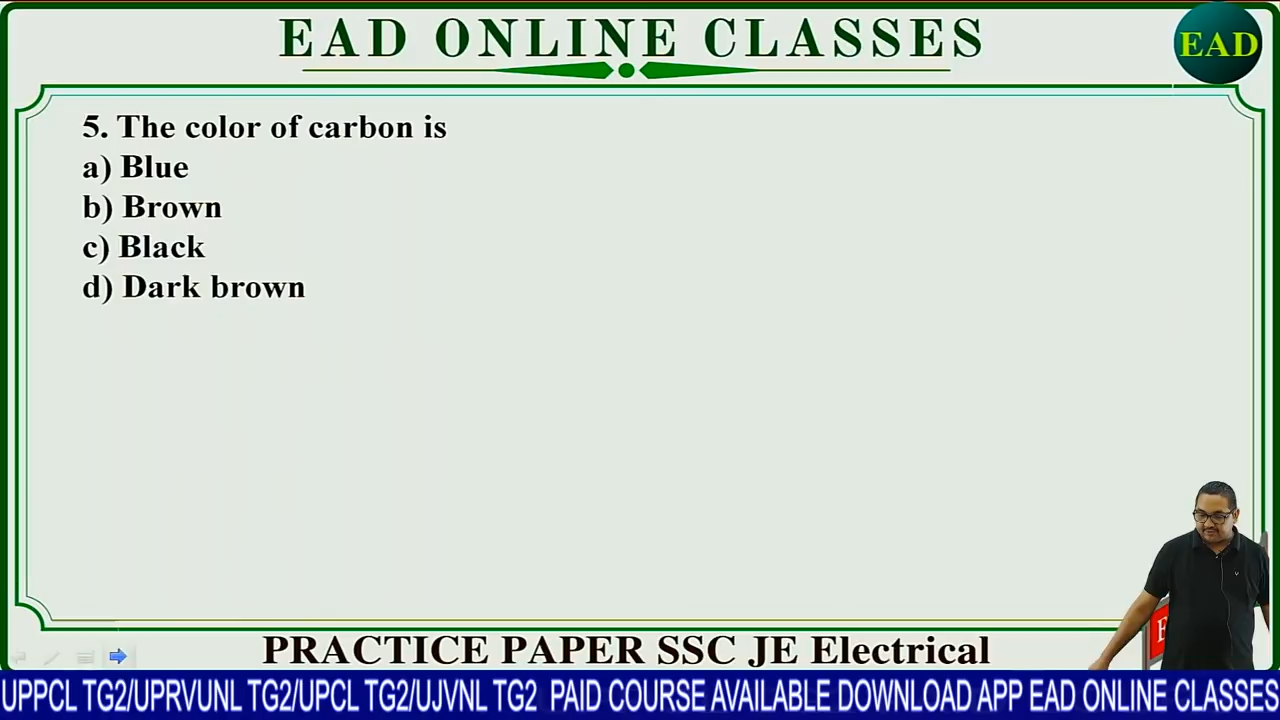 EAD ONLINE CLASSES
EAD
5. The color of carbon is
a) Blue
b) Brown
c) Black
d) Dark brown
PRACTICE PAPER SSC JE Electrical
UPPCL TG2/UPRVUNL TG2/UPCL TG2/UJVNL TG2 PAID COURSE AVAILABLE DOWNLOAD APP EAD ONLINE CLASSES